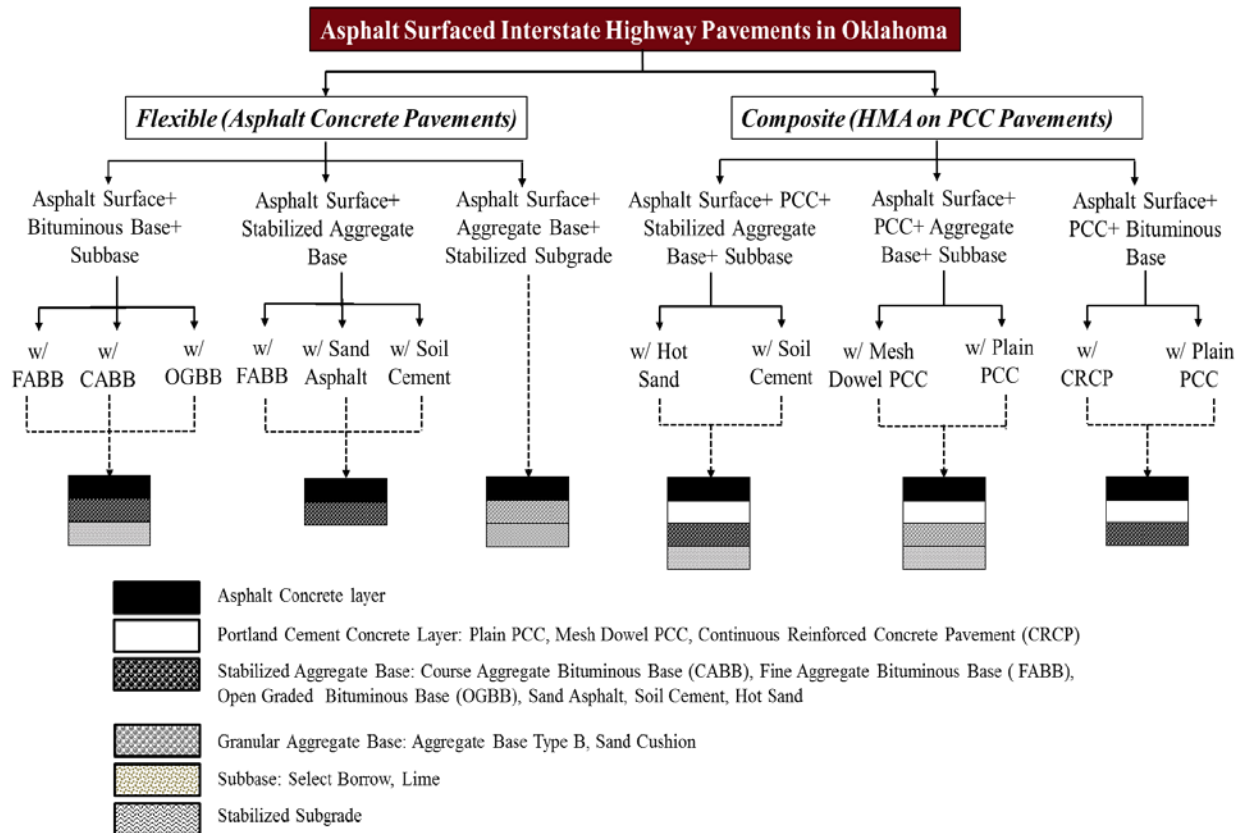 Asphalt Surfaced Interstate Highway Pavements in Oklahoma
Flexible (Asphalt Concrete Pavements)
Composite (HMA on PCC Pavements)
Asphalt Surface+
Bituminous Base+
Subbase
Asphalt Surface+
Stabilized Aggregate
Base
Asphalt Surface+
Aggregate Base+
Stabilized Subgrade
Asphalt Surface+ PCC+
Stabilized Aggregate
Base+ Subbase
Asphalt Surface+
PCC+ Aggregate
Base+ Subbase
Asphalt Surface+
PCC+ Bituminous
Base
w/
FABB
w/
CABB
w/
OGBB
w/
FABB
w/ Sand
Asphalt
w/ Soil
Cement
w/ Hot
Sand
w/ Soil
Cement
w/ Mesh
Dowel PCC
w/ Plain
PCC
w/
CRCP
w/ Plain
PCC
Asphalt Concrete layer
Portland Cement Concrete Layer: Plain PCC, Mesh Dowel PCC, Continuous Reinforced Concrete Pavement (CRCP)
Stabilized Aggregate Base: Course Aggregate Bituminous Base (CABB), Fine Aggregate Bituminous Base ( FABB),
Open Graded Bituminous Base (OGBB), Sand Asphalt, Soil Cement, Hot Sand
Granular Aggregate Base: Aggregate Base Type B, Sand Cushion
Subbase: Select Borrow, Lime
Stabilized Subgrade